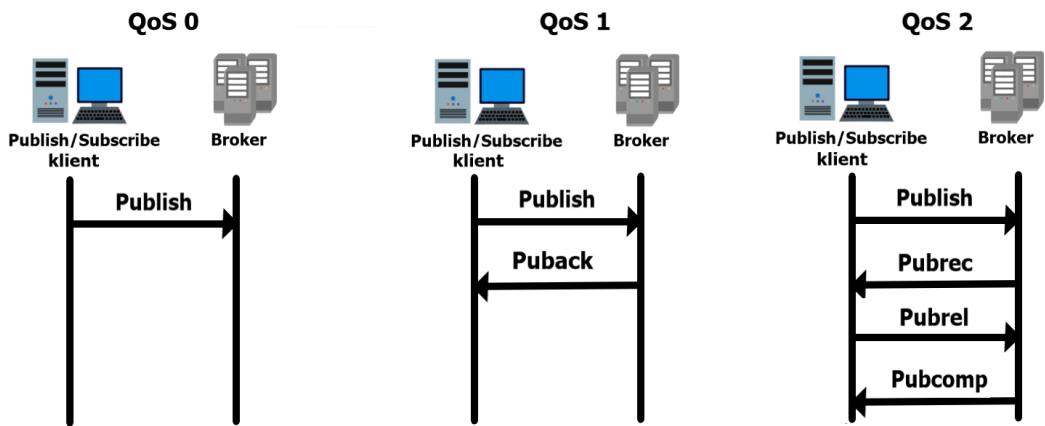 QoS 0
Publish/Subscribe
klient
Broker
Publish
QoS 1
Publish/Subscribe
klient
Broker
Publish
Puback
QoS 2
Publish/Subscribe
klient
Broker
Publish
Pubrec
Pubrel
Pubcomp